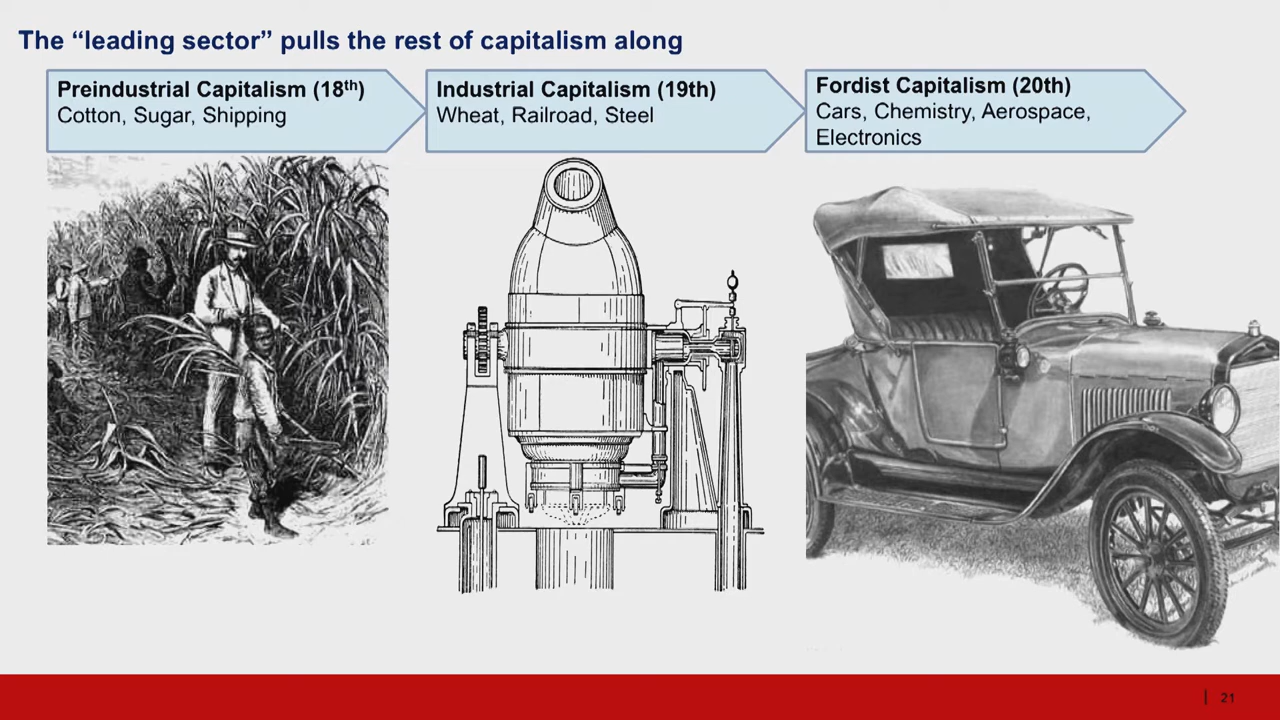 The “leading sector” pulls the rest of capitalism along
Preindustrial Capitalism (18th)
Cotton, Sugar, Shipping
Industrial Capitalism (19th)
Wheat, Railroad, Steel
Fordist Capitalism (20th)
Cars, Chemistry, Aerospace,
Electronics
| 21